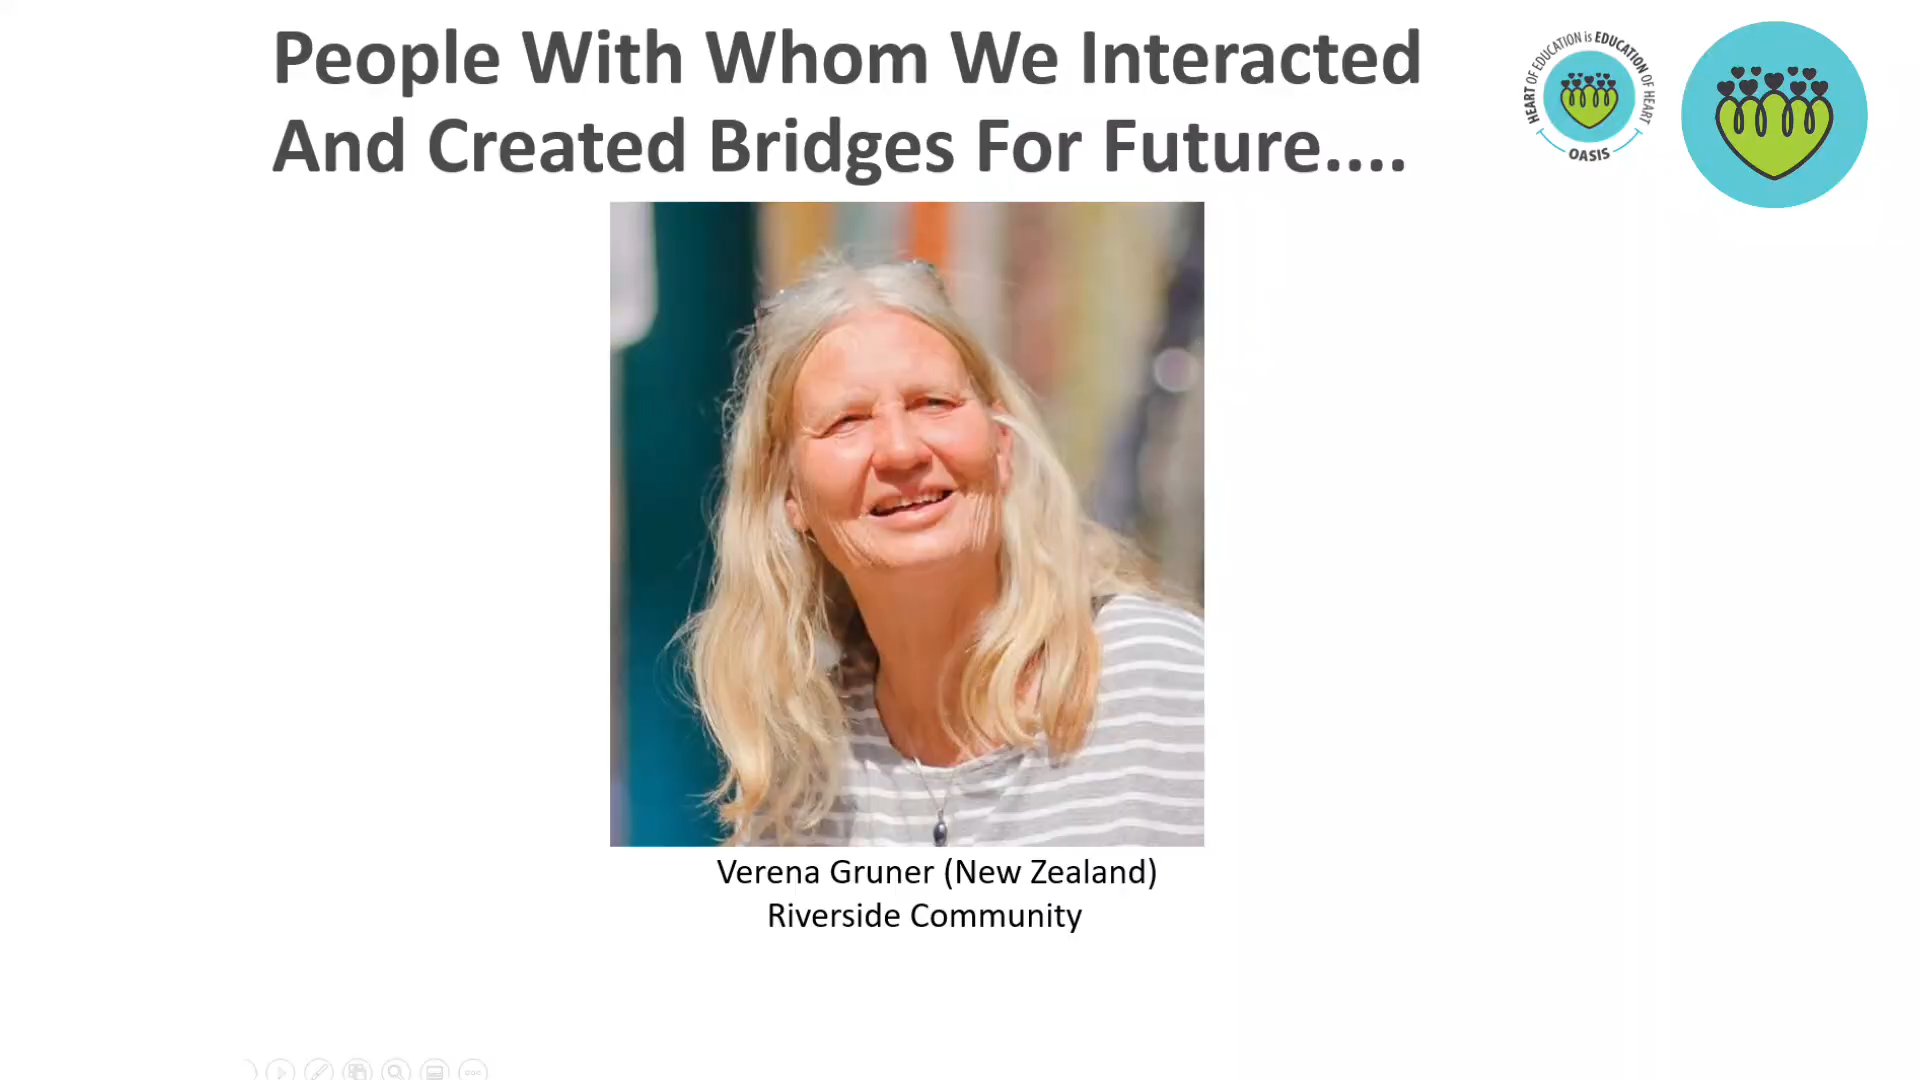 People With Whom We Interacted
And Created Bridges For Future....
HEART OF EDUCATION is EDUCATION OF HEART
OASIS
Verena Gruner (New Zealand)
Riverside Community